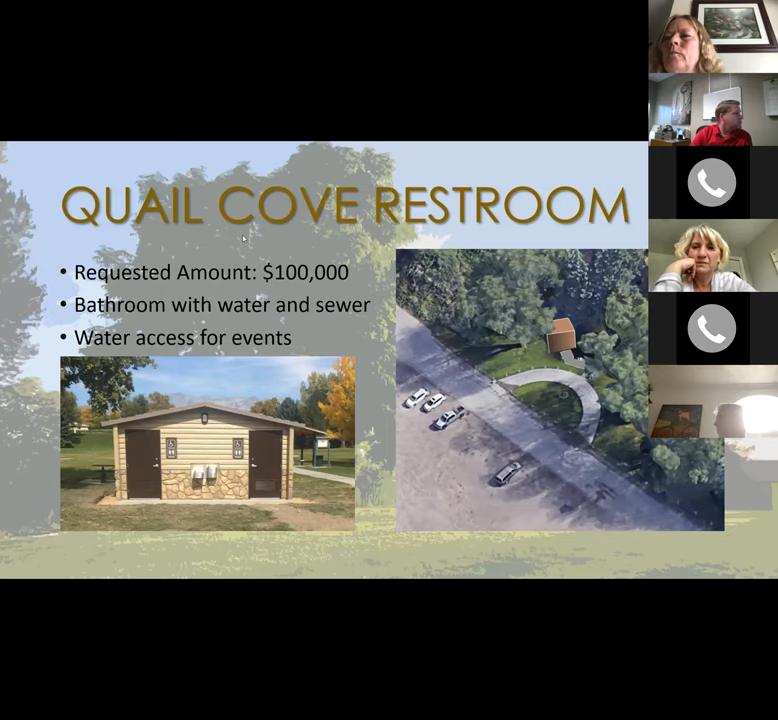 QUAIL COVE RESTROOM
• Requested Amount: $100,000
• Bathroom with water and sewer
• Water access for events